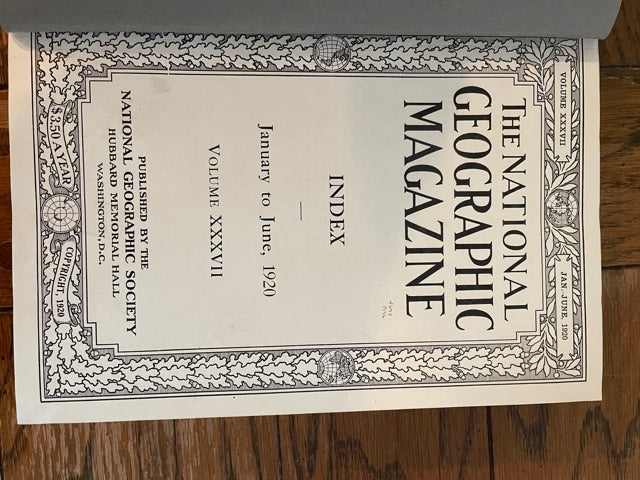 VOLUME XXXVII
JAN.-JUNE, 1920
THE NATIONAL
GEOGRAPHIC
MAGAZINE
INDEX
January to June, 1920
VOLUME XXXVII
PUBLISHED BY THE
NATIONAL GEOGRAPHIC SOCIETY
HUBBARD MEMORIAL HALL
WASHINGTON, D.C.
$3.50 A YEAR
COPYRIGHT, 1920